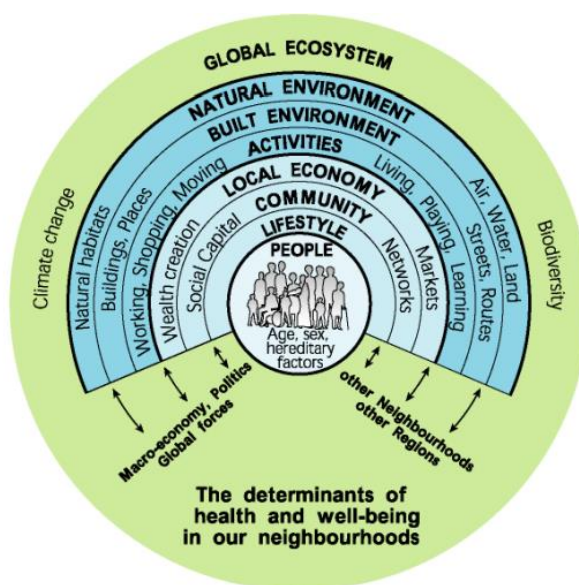 GLOBAL ECOSYSTEM
NATURAL ENVIRONMENT
BUILT ENVIRONMENT
ACTIVITIES
LOCAL ECONOMY
COMMUNITY
LIFESTYLE
PEOPLE
Age, sex,
hereditary
factors
Climate change
Natural habitats
Buildings, Places
Working, Shopping, Moving
Wealth creation
Social Capital
Networks
Markets
Living, Playing, Learning
Streets, Routes
Air, Water, Land
Biodiversity
Macro-economy, Politics
Global forces
other Neighbourhoods
other Regions
The determinants of
health and well-being
in our neighbourhoods